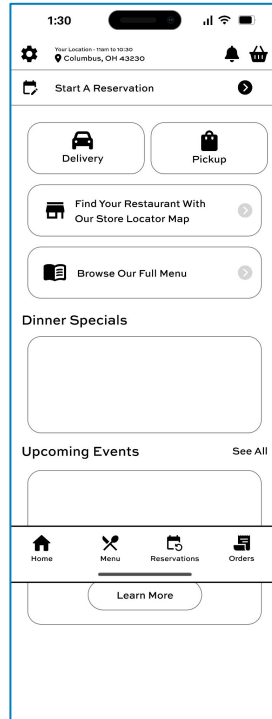 1:30
Your Location - 11am to 10:30
Columbus, OH 43230
Start A Reservation
Delivery
Pickup
Find Your Restaurant With
Our Store Locator Map
Browse Our Full Menu
Dinner Specials
Upcoming Events
See All
Home
Menu
Reservations
Orders
Learn More